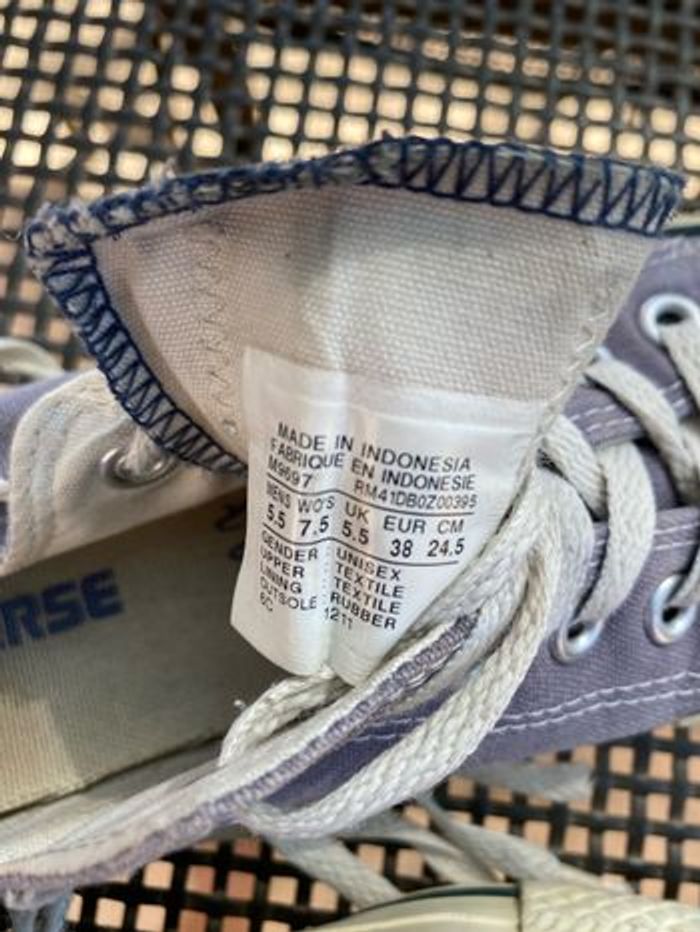 MADE IN INDONESIA
FABRIQUE EN INDONESIE
M9697 RM41DB0Z00395
MENS WO'S UK EUR CM
5.5 7.5 5.5 38 24.5
GENDER : UNISEX
UPPER : TEXTILE
LINING : TEXTILE
OUTSOLE : RUBBER
6C 1211
ERSE